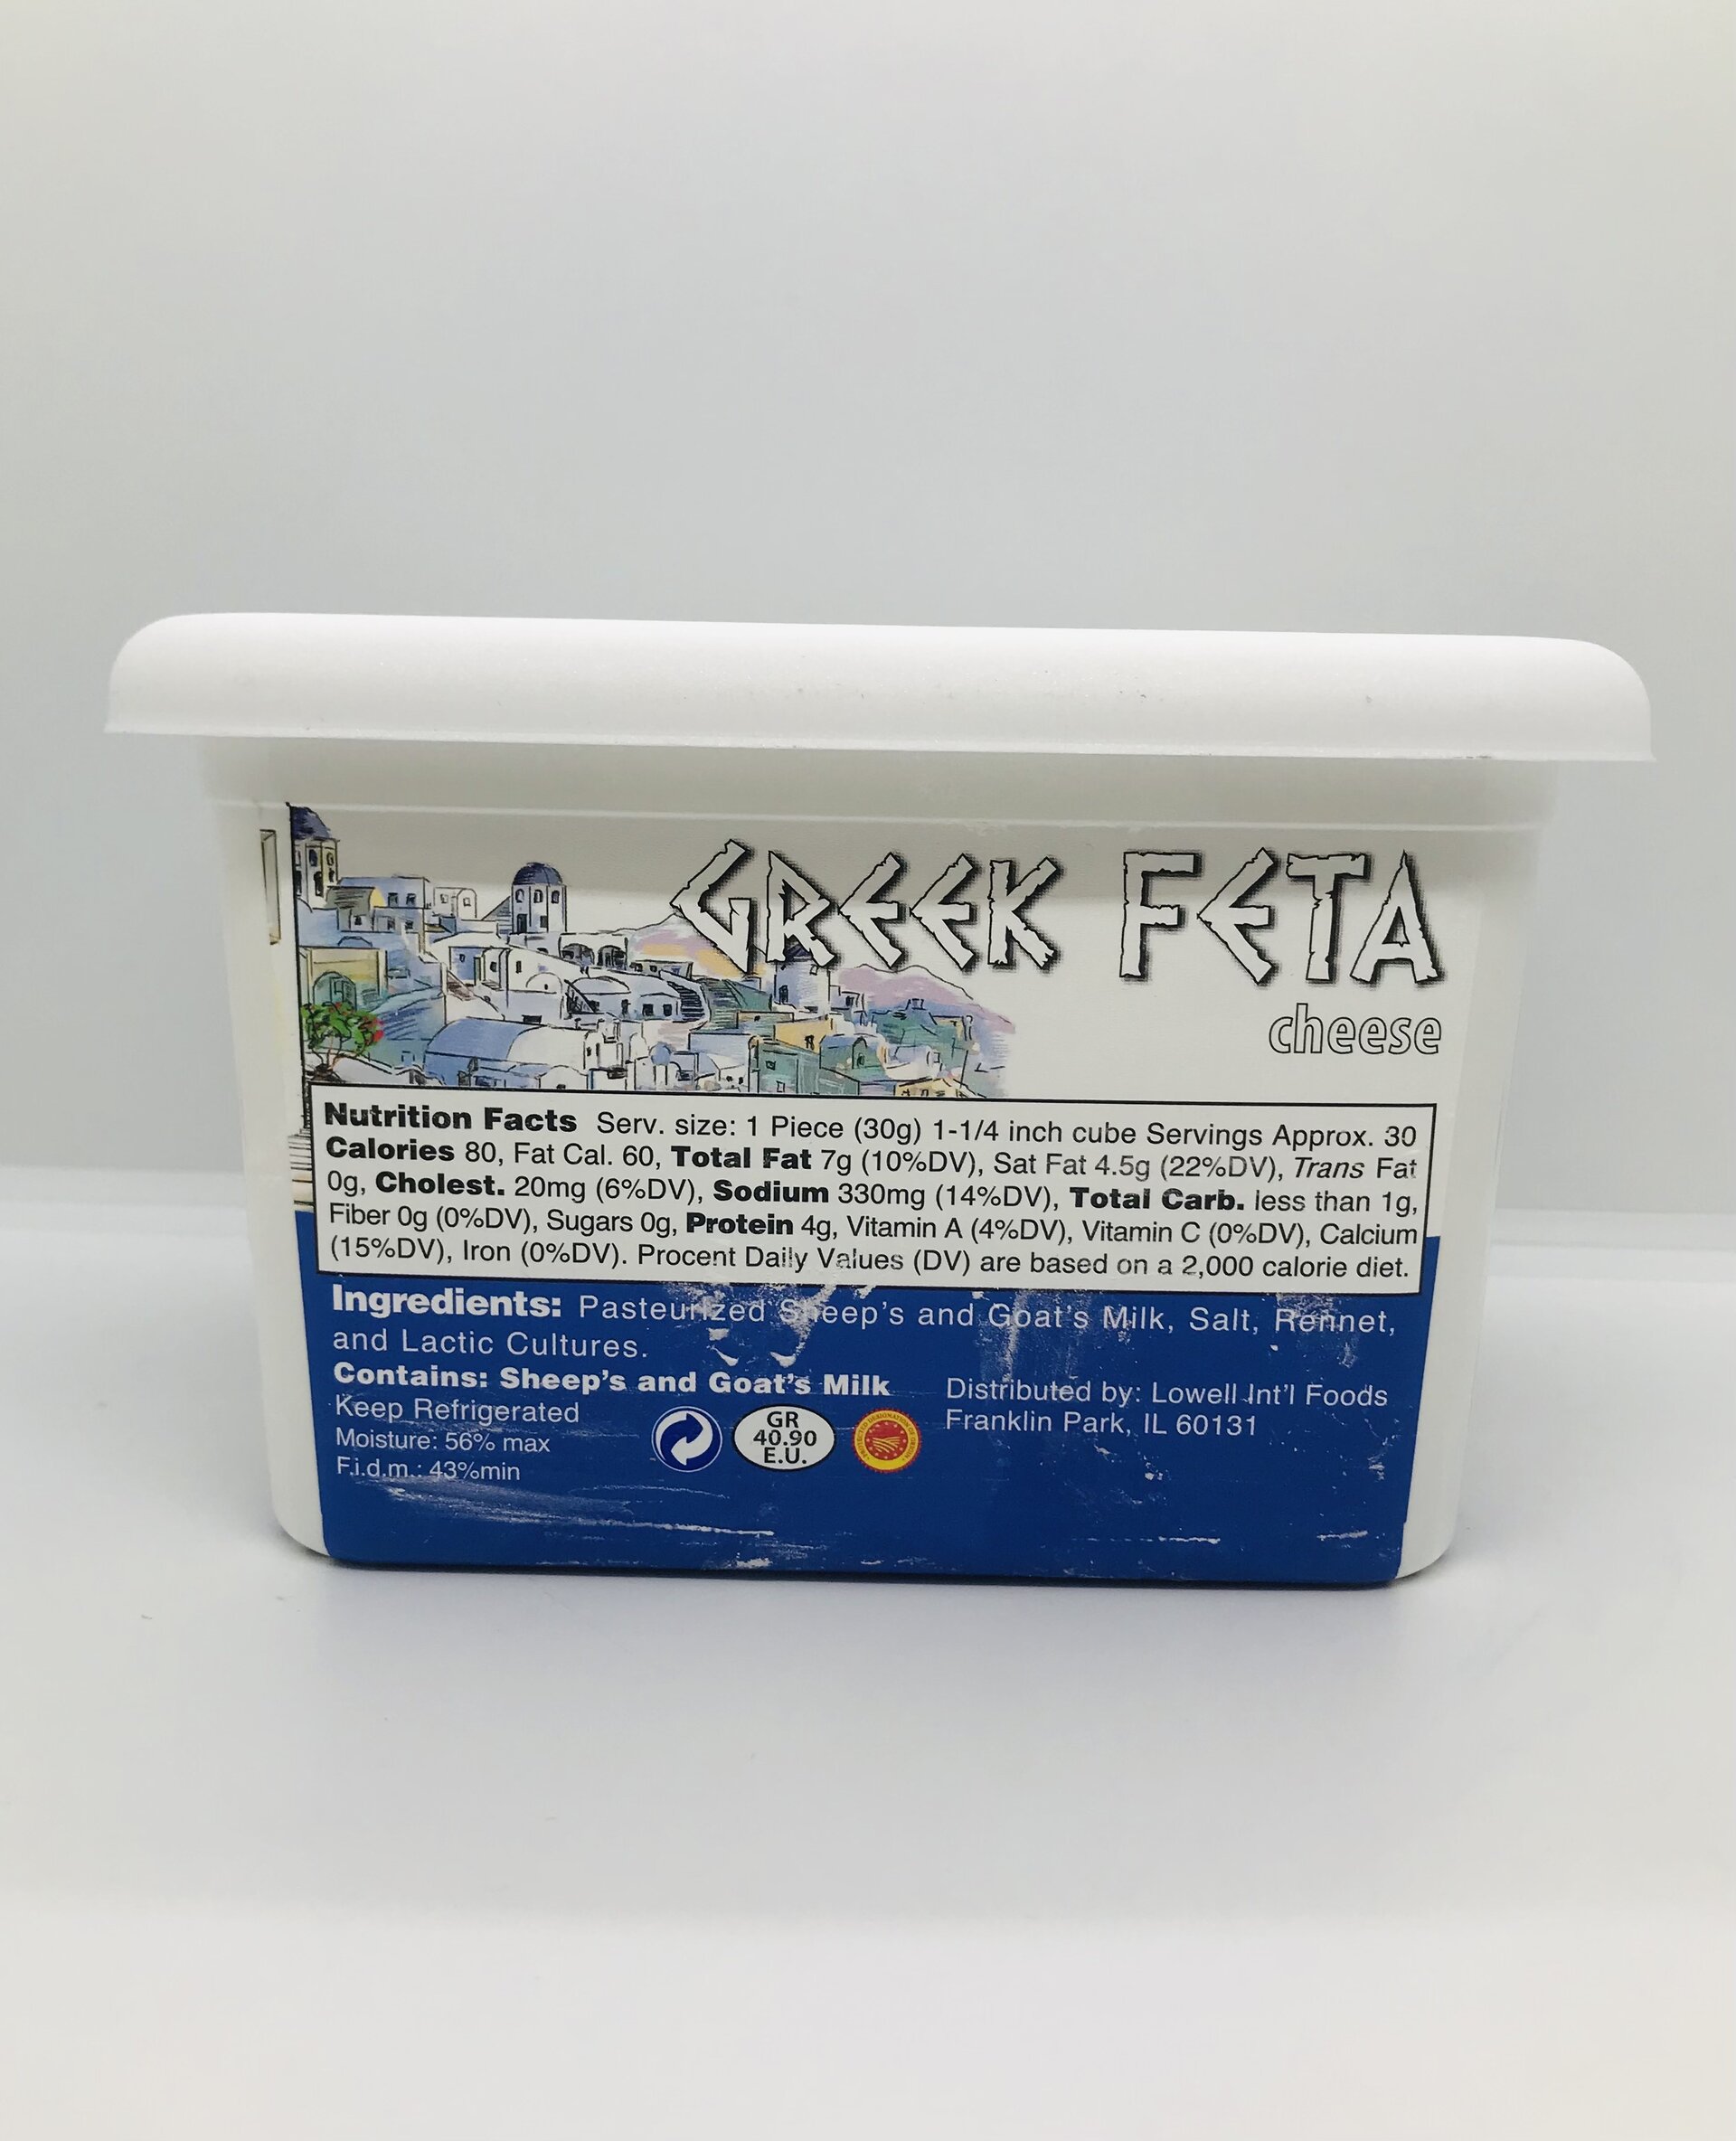 GREEK FETA
cheese
Nutrition Facts Serv. size: 1 Piece (30g) 1-1/4 inch cube Servings Approx. 30
Calories 80, Fat Cal. 60, Total Fat 7g (10%DV), Sat Fat 4.5g (22%DV), Trans Fat
0g, Cholest. 20mg (6%DV), Sodium 330mg (14%DV), Total Carb. less than 1g,
Fiber 0g (0%DV), Sugars 0g, Protein 4g, Vitamin A (4%DV), Vitamin C (0%DV), Calcium
(15%DV), Iron (0%DV). Procent Daily Values (DV) are based on a 2,000 calorie diet.
Ingredients: Pasteurized Sheep's and Goat's Milk, Salt, Rennet,
and Lactic Cultures.
Contains: Sheep's and Goat's Milk
Keep Refrigerated
Moisture: 56% max
F.i.d.m.: 43%min
GR
40.90
E.U.
PROTECTED DESIGNATION OF ORIGIN
Distributed by: Lowell Int'l Foods
Franklin Park, IL 60131